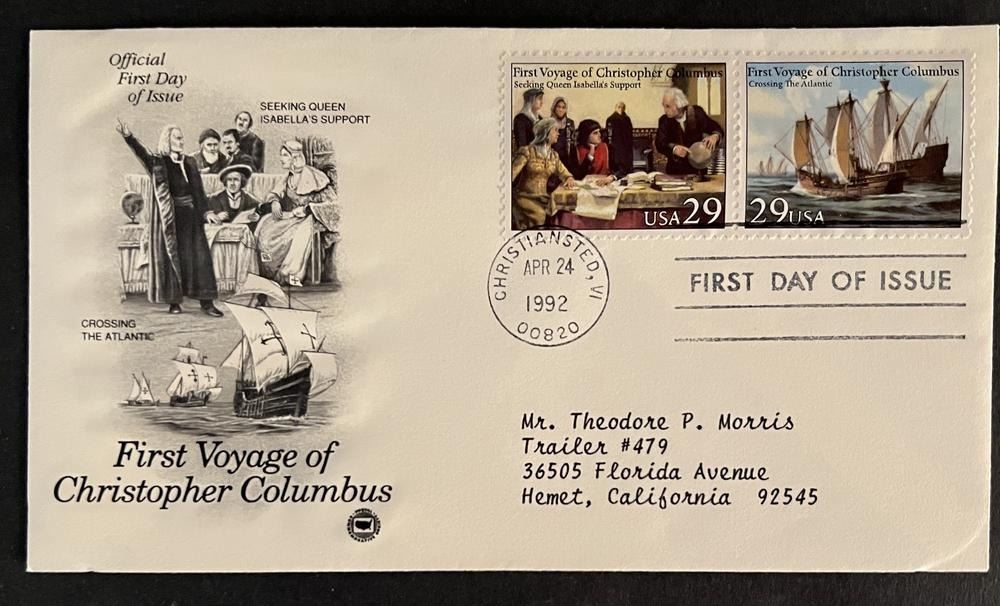 Official
First Day
of Issue
SEEKING QUEEN
ISABELLA'S SUPPORT
CROSSING
THE ATLANTIC
First Voyage of
Christopher Columbus
First Voyage of Christopher Columbus
Seeking Queen Isabella's Support
USA 29
First Voyage of Christopher Columbus
Crossing The Atlantic
29 USA
CHRISTIANSTED, VI
APR 24
1992
00820
FIRST DAY OF ISSUE
Mr. Theodore P. Morris
Trailer #479
36505 Florida Avenue
Hemet, California 92545